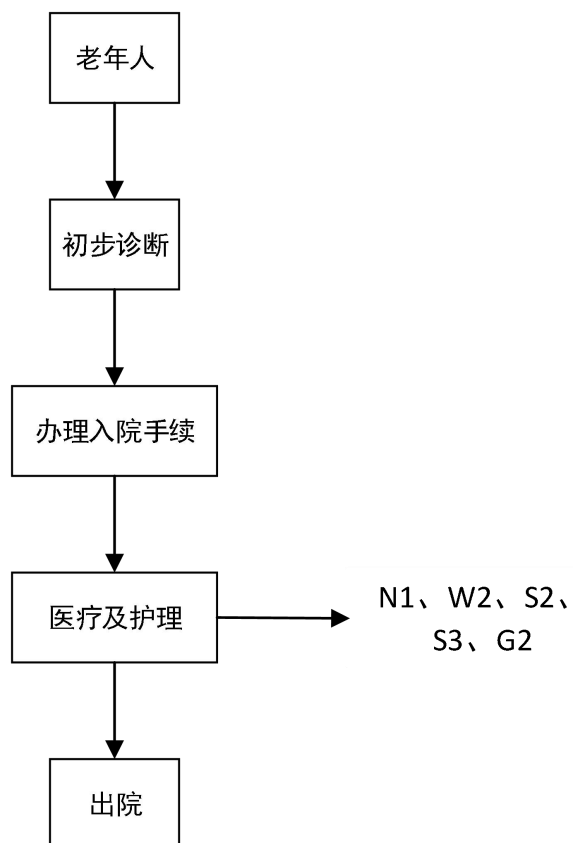 老年人
初步诊断
办理入院手续
医疗及护理
N1、W2、S2、
S3、G2
出院